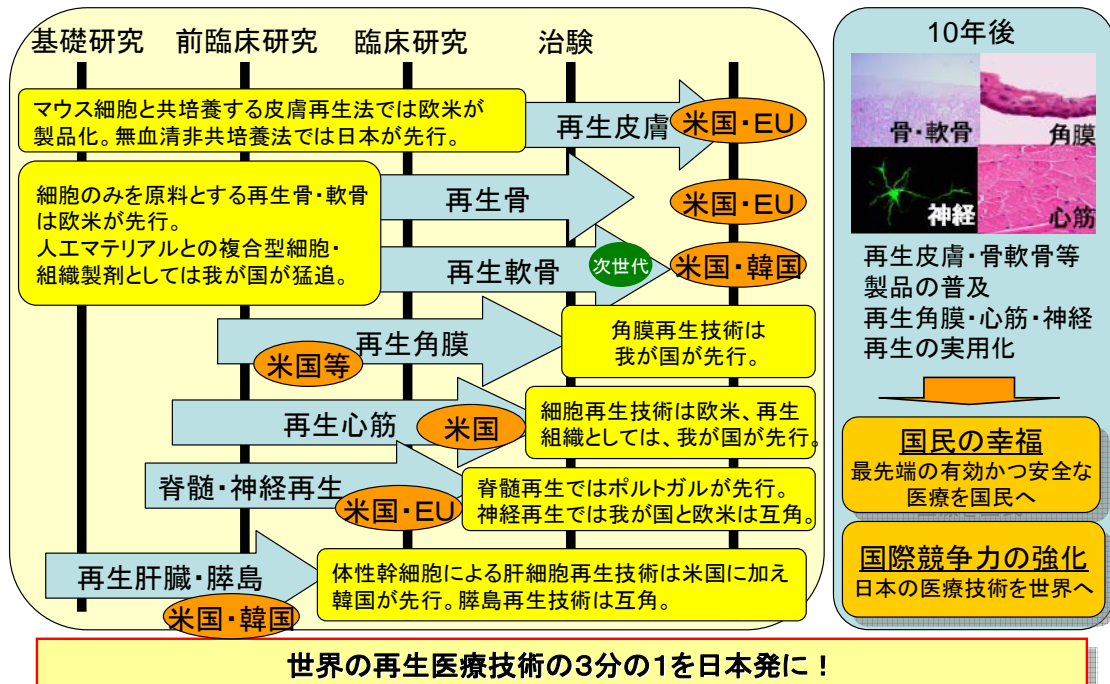 基礎研究
前臨床研究
臨床研究
治験
マウス細胞と共培養する皮膚再生法では欧米が
製品化。無血清非共培養法では日本が先行。
再生皮膚
米国・EU
細胞のみを原料とする再生骨・軟骨
は欧米が先行。
人工マテリアルとの複合型細胞・
組織製剤としては我が国が猛追。
再生骨
米国・EU
再生軟骨
次世代
米国・韓国
再生角膜
米国等
角膜再生技術は
我が国が先行。
再生心筋
米国
細胞再生技術は欧米、再生
組織としては、我が国が先行。
脊髄・神経再生
米国・EU
脊髄再生ではポルトガルが先行。
神経再生では我が国と欧米は互角。
再生肝臓・膵島
米国・韓国
体性幹細胞による肝細胞再生技術は米国に加え
韓国が先行。膵島再生技術は互角。
10年後
骨・軟骨
角膜
神経
心筋
再生皮膚・骨軟骨等
製品の普及
再生角膜・心筋・神経
再生の実用化
国民の幸福
最先端の有効かつ安全な
医療を国民へ
国際競争力の強化
日本の医療技術を世界へ
世界の再生医療技術の3分の1を日本発に！